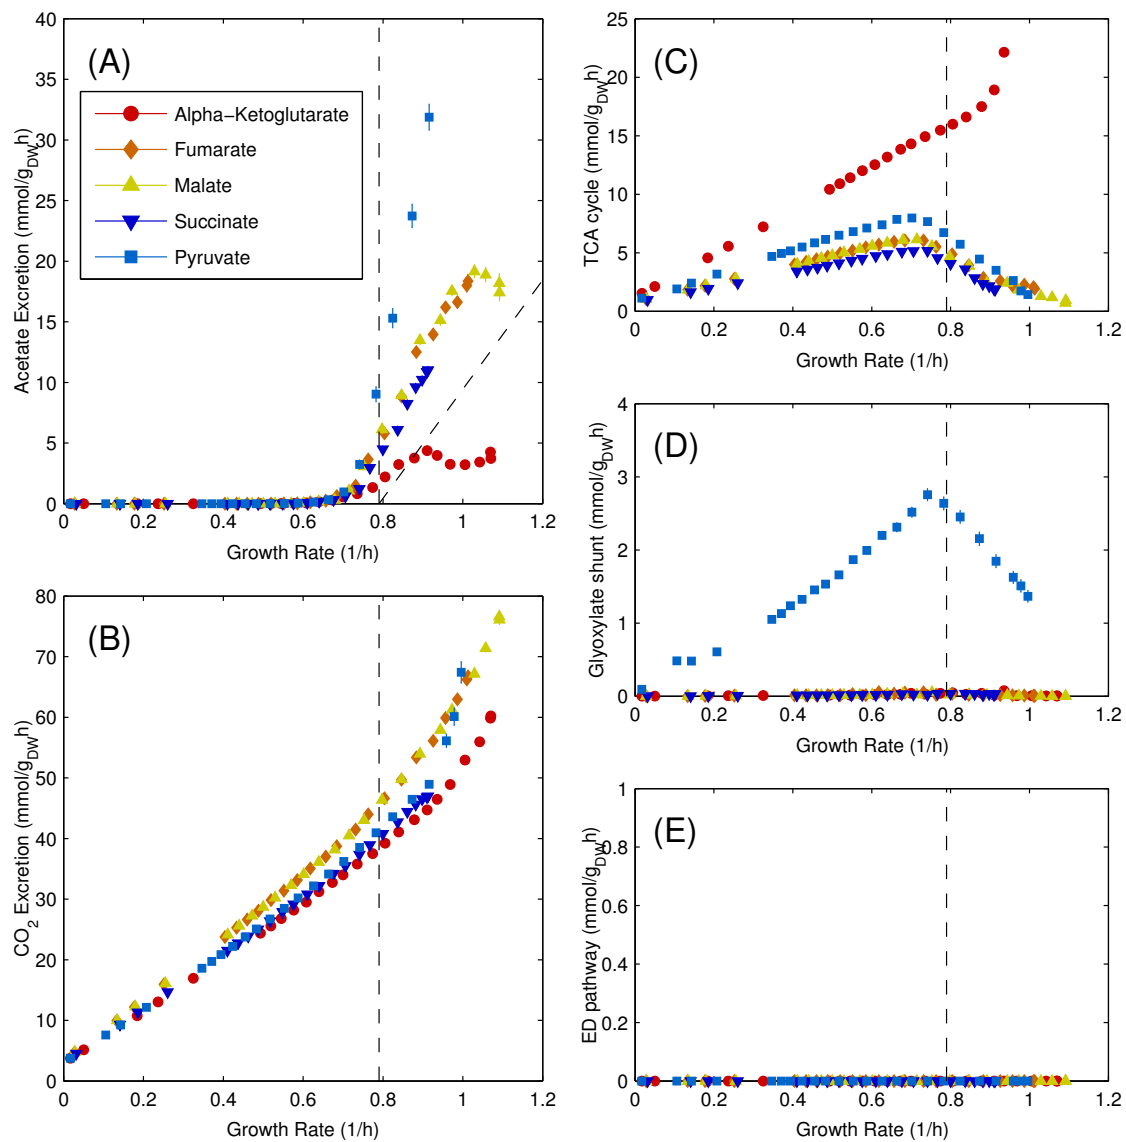 (A)
40
35
30
25
20
15
10
5
0
Acetate Excretion (mmol/g_DW h)
Alpha−Ketoglutarate
Fumarate
Malate
Succinate
Pyruvate
0 0.2 0.4 0.6 0.8 1 1.2
Growth Rate (1/h)
(B)
80
70
60
50
40
30
20
10
0
CO_2 Excretion (mmol/g_DW h)
0 0.2 0.4 0.6 0.8 1 1.2
Growth Rate (1/h)
(C)
25
20
15
10
5
0
TCA cycle (mmol/g_DW h)
0 0.2 0.4 0.6 0.8 1 1.2
Growth Rate (1/h)
(D)
4
3
2
1
0
Glyoxylate shunt (mmol/g_DW h)
0 0.2 0.4 0.6 0.8 1 1.2
Growth Rate (1/h)
(E)
1
0.8
0.6
0.4
0.2
0
ED pathway (mmol/g_DW h)
0 0.2 0.4 0.6 0.8 1 1.2
Growth Rate (1/h)